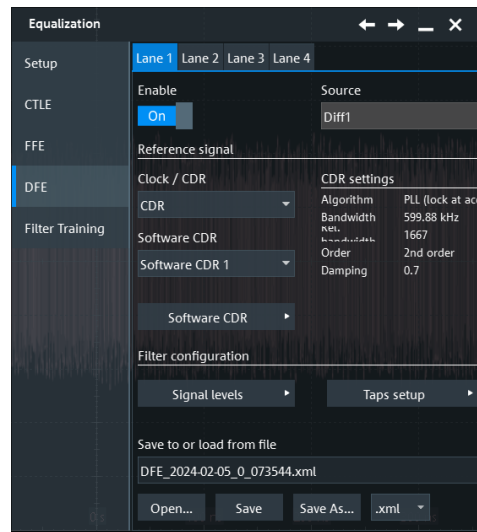 Equalization
Setup
CTLE
FFE
DFE
Filter Training
Lane 1 Lane 2 Lane 3 Lane 4
Enable
On
Source
Diff1
Reference signal
Clock / CDR
CDR
Software CDR
Software CDR 1
Software CDR
CDR settings
Algorithm PLL (lock at
Bandwidth 599.88 kHz
Rel. bandwidth 1667
Order 2nd order
Damping 0.7
Filter configuration
Signal levels
Taps setup
Save to or load from file
DFE_2024-02-05_0_073544.xml
Open... Save Save As... .xml